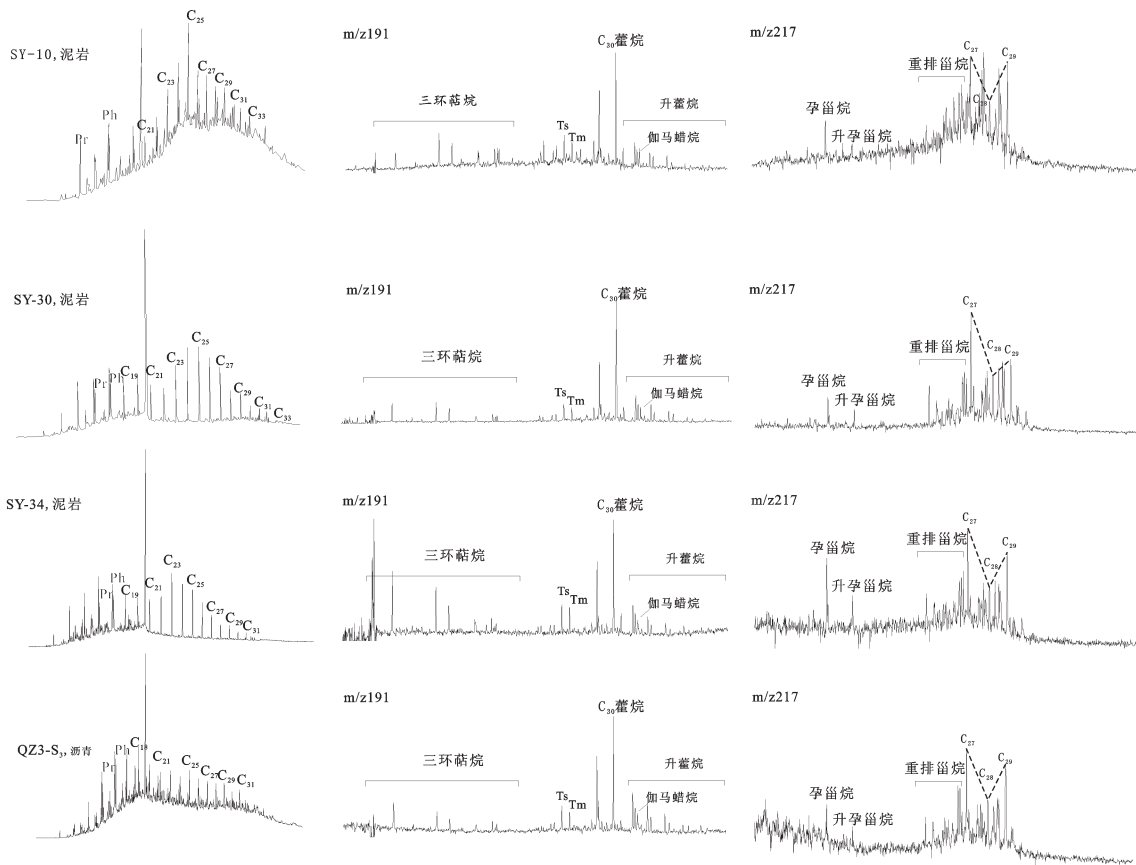 SY-10,泥岩
Pr
Ph
C₂₁
C₂₃
C₂₅
C₂₇
C₂₉
C₃₁
C₃₃
m/z191
三环萜烷
Ts
Tm
C₃₀藿烷
升藿烷
伽马蜡烷
m/z217
孕甾烷
升孕甾烷
重排甾烷
C₂₇
C₂₈
C₂₉
SY-30,泥岩
Pr
Ph
C₁₉
C₂₁
C₂₃
C₂₅
C₂₇
C₂₉
C₃₁
C₃₃
m/z191
三环萜烷
Ts
Tm
C₃₀藿烷
升藿烷
伽马蜡烷
m/z217
孕甾烷
升孕甾烷
重排甾烷
C₂₇
C₂₈
C₂₉
SY-34,泥岩
Pr
Ph
C₁₉
C₂₁
C₂₃
C₂₅
C₂₇
C₂₉
C₃₁
m/z191
三环萜烷
Ts
Tm
C₃₀藿烷
升藿烷
伽马蜡烷
m/z217
孕甾烷
升孕甾烷
重排甾烷
C₂₇
C₂₈
C₂₉
QZ3-S₃,沥青
Pr
Ph
C₁₈
C₂₁
C₂₅
C₂₇
C₂₉
C₃₁
m/z191
三环萜烷
Ts
Tm
C₃₀藿烷
升藿烷
伽马蜡烷
m/z217
孕甾烷
升孕甾烷
重排甾烷
C₂₇
C₂₈
C₂₉